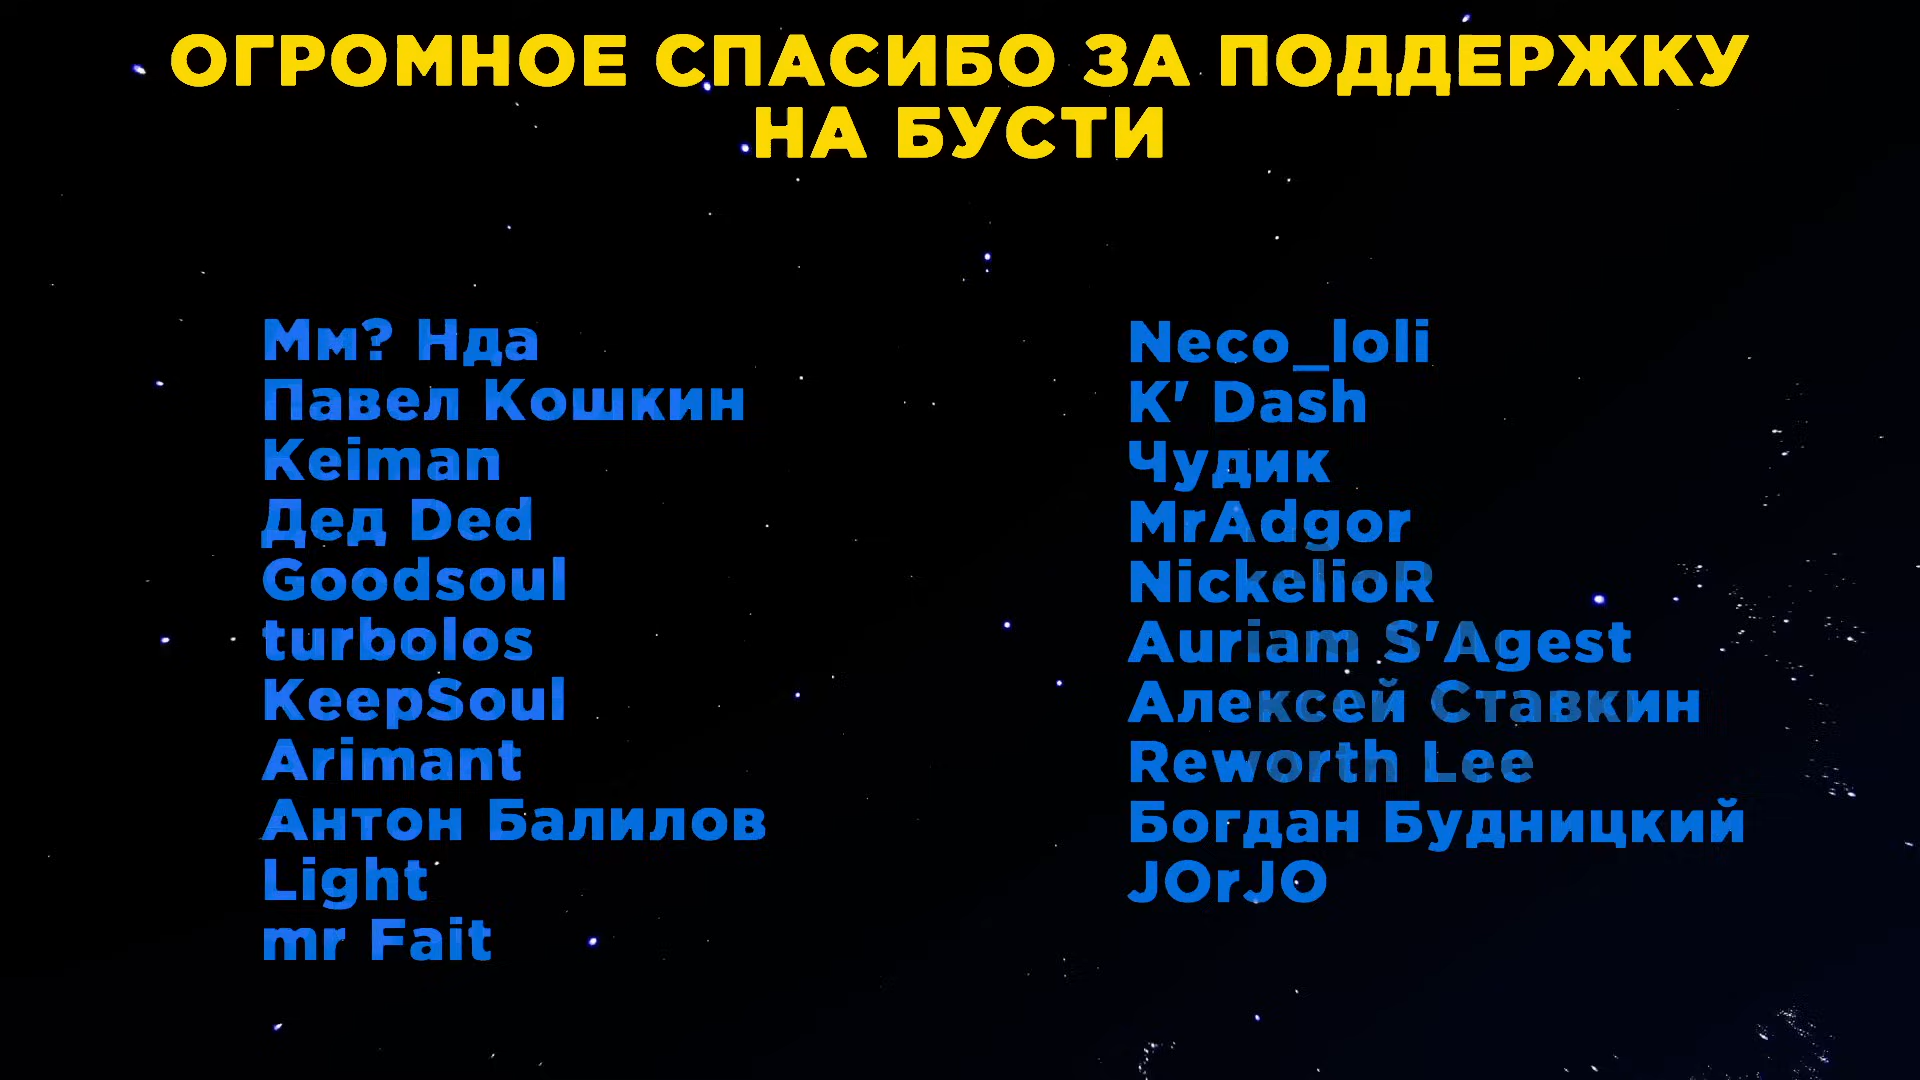 ОГРОМНОЕ СПАСИБО ЗА ПОДДЕРЖКУ
НА БУСТИ
Мм? Нда
Павел Кошкин
Keiman
Дед Ded
Goodsoul
turbolos
KeepSoul
Arimant
Антон Балилов
Light
mr Fait
Neco_loli
K' Dash
Чудик
MrAdgor
NickelioR
Auriam S'Agest
Алексей Ставкин
Reworth Lee
Богдан Будницкий
JOrJO